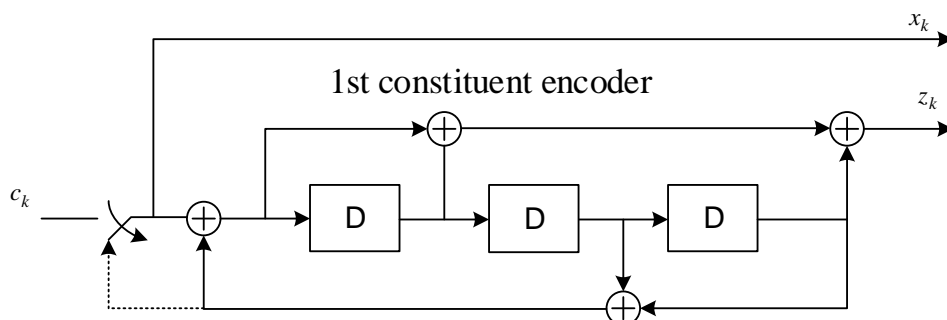 x_k
1st constituent encoder
z_k
c_k
D D D